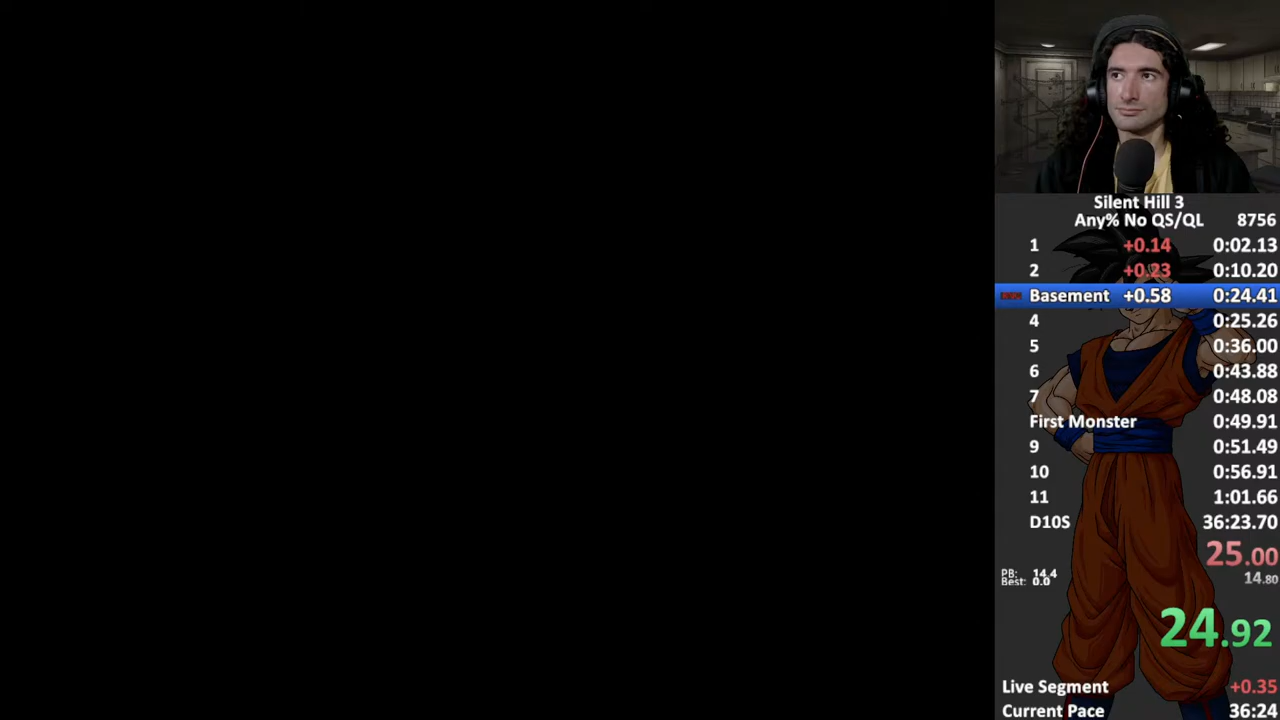 Silent Hill 3
Any% No QS/QL 8756
1 +0.14 0:02.13
2 +0.23 0:10.20
Basement +0.58 0:24.41
4 0:25.26
5 0:36.00
6 0:43.88
7 0:48.08
First Monster 0:49.91
9 0:51.49
10 0:56.91
11 1:01.66
D10S 36:23.70
25.00
PB: 14.4 14.80
Best: 0.0
24.92
Live Segment +0.35
Current Pace 36:24